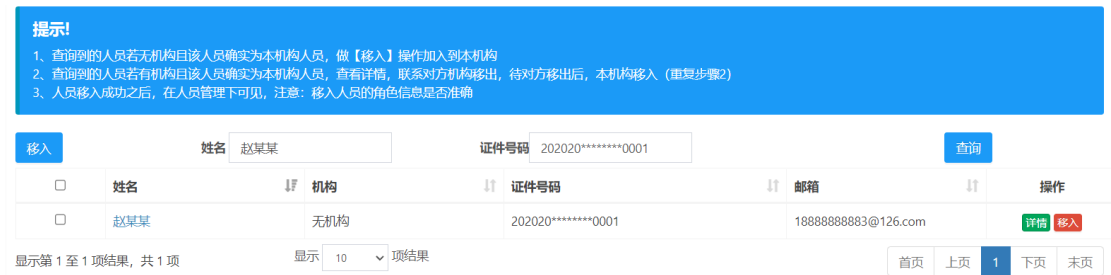 提示!
1、查询到的人员若无机构且该人员确实为本机构人员，做【移入】操作加入到本机构
2、查询到的人员若有机构且该人员确实为本机构人员，查看详情，联系对方机构移出，待对方移出后，本机构移入（重复步骤2）
3、人员移入成功之后，在人员管理下可见，注意：移入人员的角色信息是否准确
移入 姓名 赵某某 证件号码 202020********0001 查询
姓名 机构 证件号码 邮箱 操作
赵某某 无机构 202020********0001 18888888883@126.com 详情 移入
显示第 1 至 1 项结果，共 1 项 显示 10 项结果 首页 上页 1 下页 末页